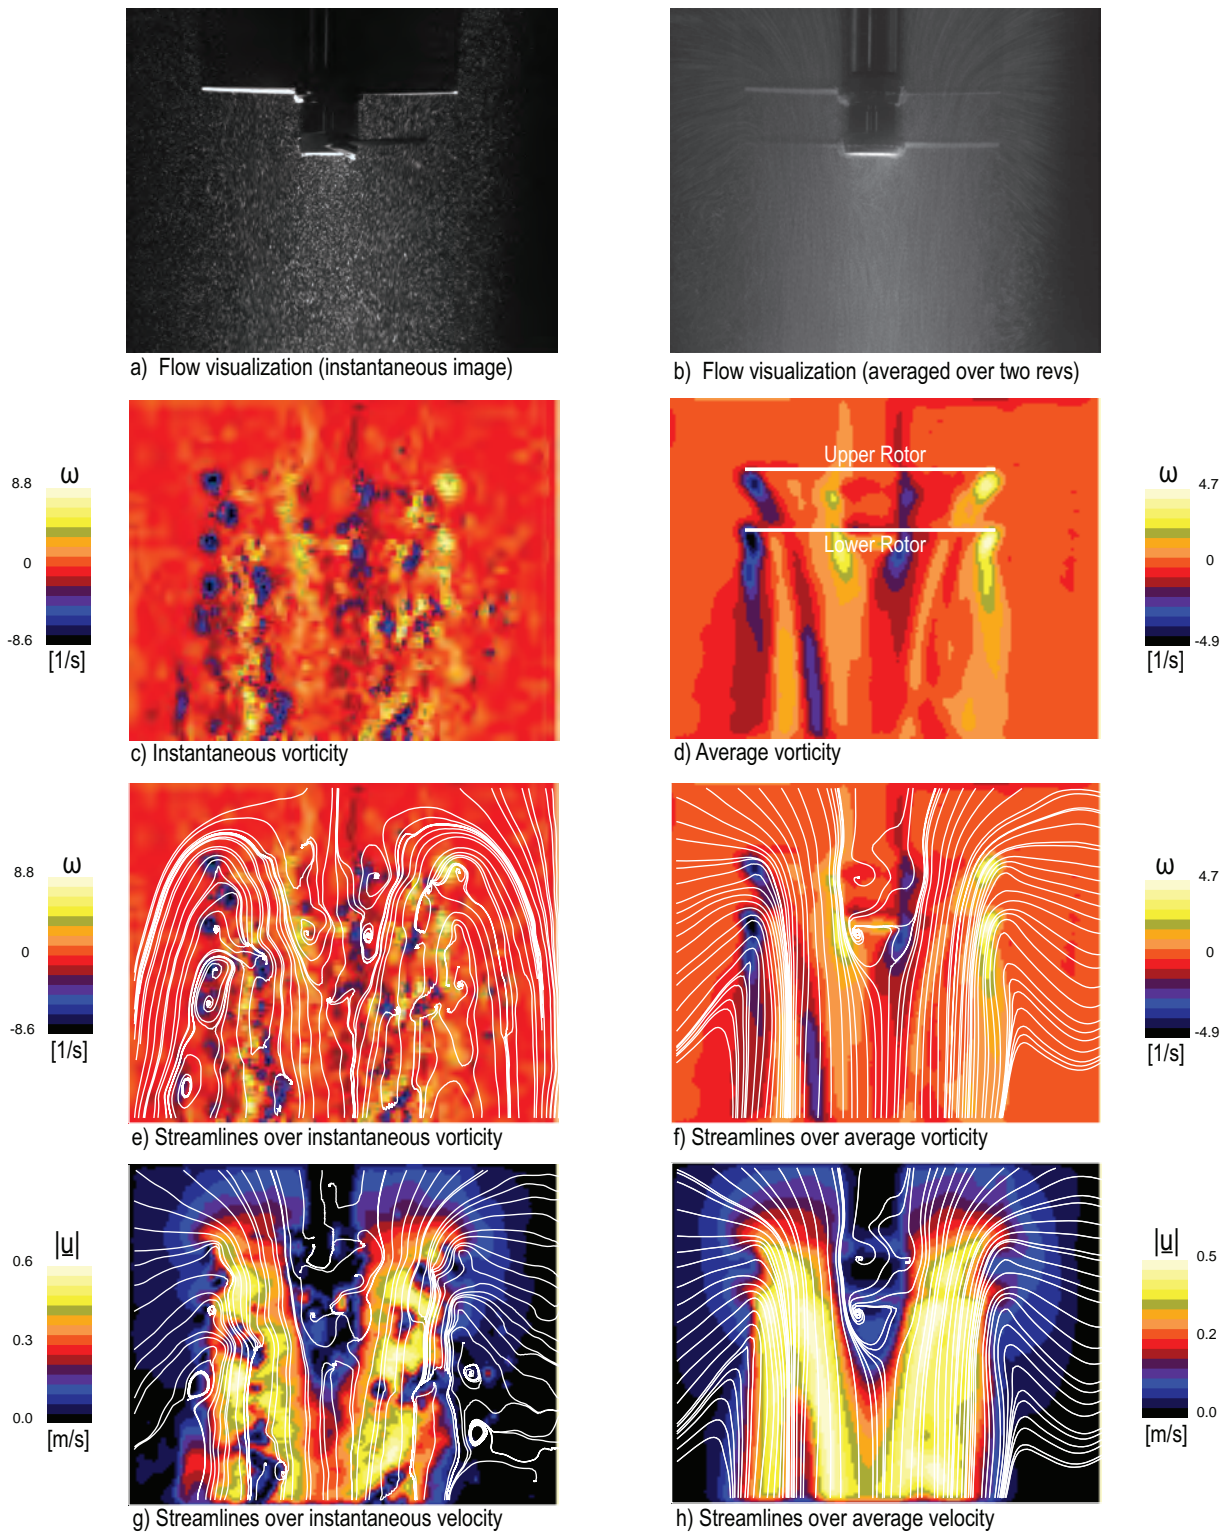 a) Flow visualization (instantaneous image)
b) Flow visualization (averaged over two revs)
ω
8.8
0
-8.6
[1/s]
Upper Rotor
Lower Rotor
ω
4.7
0
-4.9
[1/s]
c) Instantaneous vorticity
d) Average vorticity
ω
8.8
0
-8.6
[1/s]
ω
4.7
0
-4.9
[1/s]
e) Streamlines over instantaneous vorticity
f) Streamlines over average vorticity
|u|
0.6
0.3
0.0
[m/s]
|u|
0.5
0.2
0.0
[m/s]
g) Streamlines over instantaneous velocity
h) Streamlines over average velocity